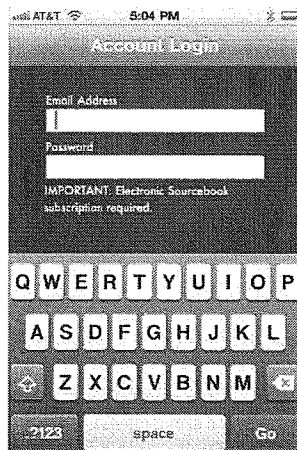 AT&T 5:04 PM
Account Login
Email Address
Password
IMPORTANT: Electronic Sourcebook
subscription required.
Q W E R T Y U I O P
A S D F G H J K L
Z X C V B N M
.?123 space Go